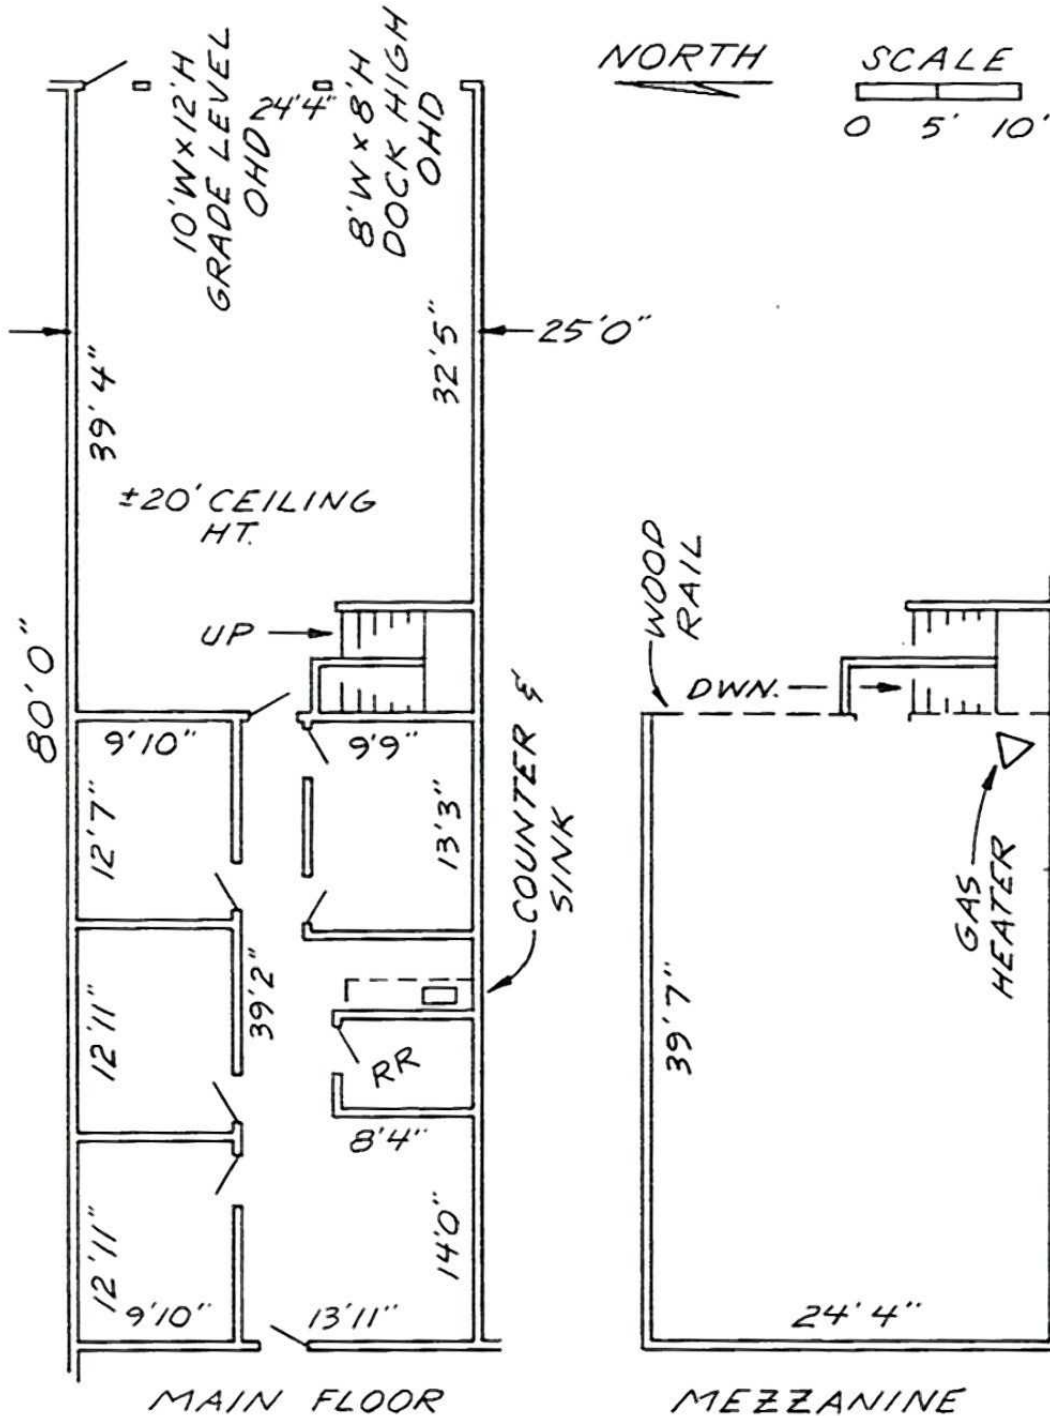 NORTH
SCALE
0 5' 10'
10'W x 12'H
GRADE LEVEL
OHD
24'4"
8'W x 8'H
DOCK HIGH
OHD
25'0"
39'4"
32'5"
±20' CEILING
HT.
80'0"
UP
9'10"
9'9"
12'7"
13'3"
COUNTER &
SINK
12'11"
39'2"
RR
8'4"
12'11"
14'0"
9'10"
13'11"
MAIN FLOOR
WOOD
RAIL
DWN.
GAS
HEATER
39'7"
24'4"
MEZZANINE